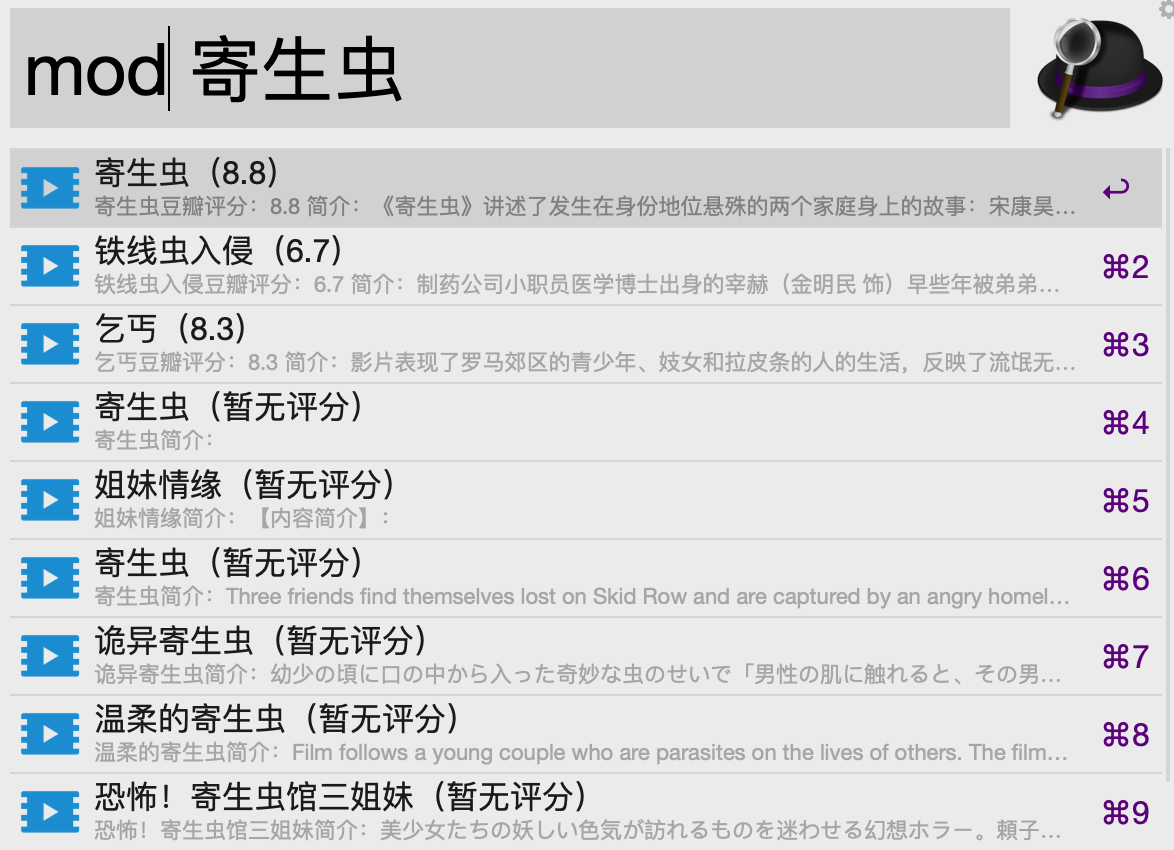 mod 寄生虫
寄生虫（8.8）
寄生虫豆瓣评分：8.8 简介：《寄生虫》讲述了发生在身份地位悬殊的两个家庭身上的故事：宋康昊…
铁线虫入侵（6.7）
⌘2
铁线虫入侵豆瓣评分：6.7 简介：制药公司小职员医学博士出身的宰赫（金明民 饰）早些年被弟弟…
乞丐（8.3）
⌘3
乞丐豆瓣评分：8.3 简介：影片表现了罗马郊区的青少年、妓女和拉皮条的人的生活，反映了流氓无…
寄生虫（暂无评分）
⌘4
寄生虫简介：
姐妹情缘（暂无评分）
⌘5
姐妹情缘简介：【内容简介】：
寄生虫（暂无评分）
⌘6
寄生虫简介：Three friends find themselves lost on Skid Row and are captured by an angry homel…
诡异寄生虫（暂无评分）
⌘7
诡异寄生虫简介：幼少の頃に口の中から入った奇妙な虫のせいで「男性の肌に触れると、その男…
温柔的寄生虫（暂无评分）
⌘8
温柔的寄生虫简介：Film follows a young couple who are parasites on the lives of others. The film…
恐怖！寄生虫馆三姐妹（暂无评分）
⌘9
恐怖！寄生虫馆三姐妹简介：美少女たちの妖しい色気が訪れるものを迷わせる幻想ホラー。頼子…